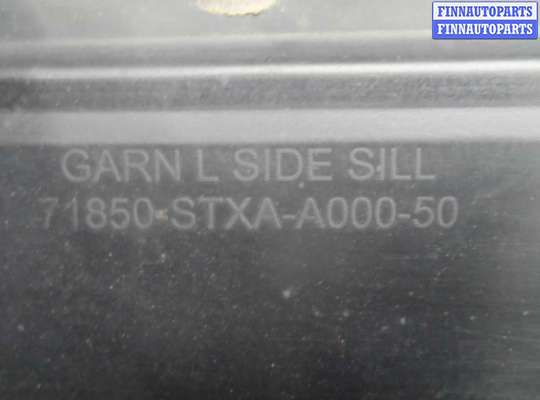 FINNAUTOPARTS
FINNAUTOPARTS
GARN L SIDE SILL
71850-STXA-A000-50